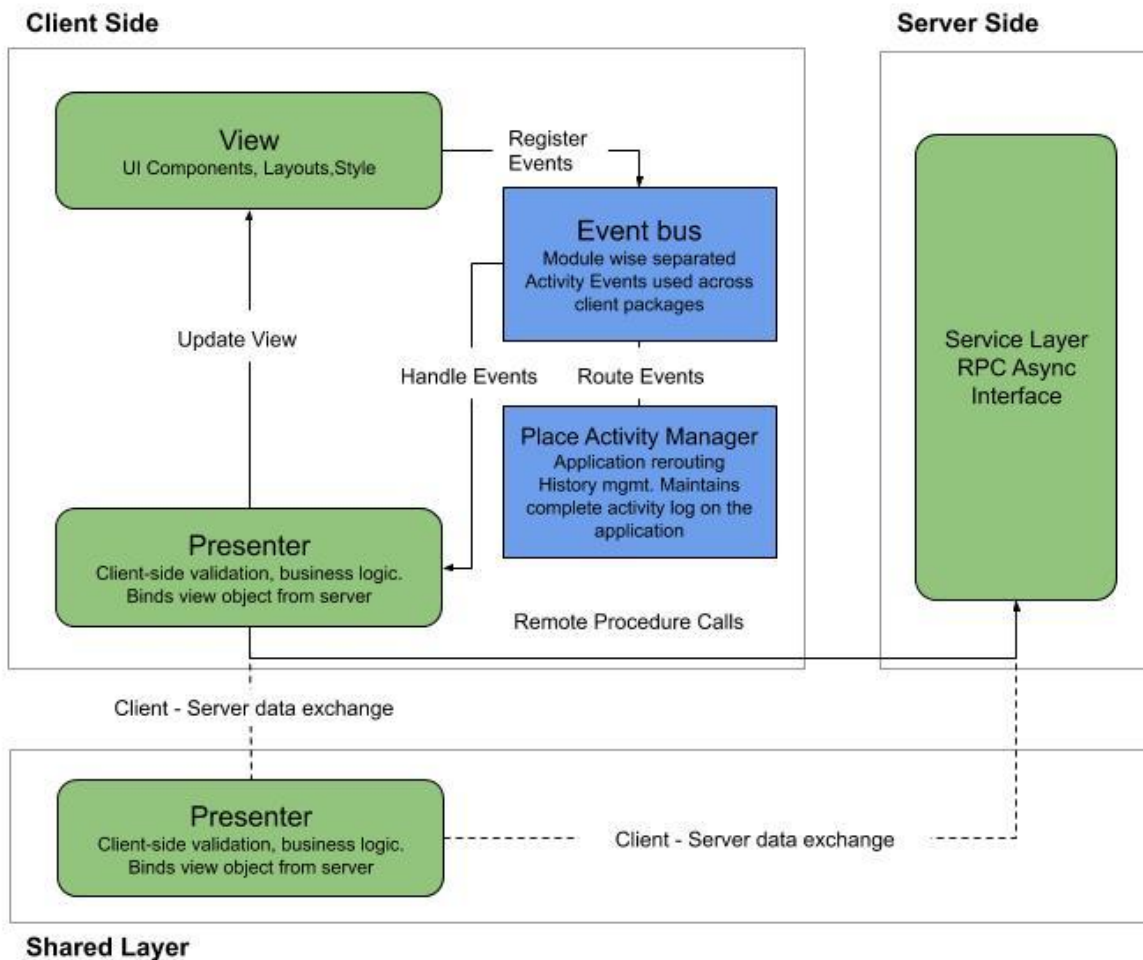 Client Side
Server Side
View
UI Components, Layouts,Style
Register
Events
Event bus
Module wise separated
Activity Events used across
client packages
Update View
Handle Events
Route Events
Service Layer
RPC Async
Interface
Place Activity Manager
Application rerouting
History mgmt. Maintains
complete activity log on the
application
Presenter
Client-side validation, business logic.
Binds view object from server
Remote Procedure Calls
Client - Server data exchange
Presenter
Client-side validation, business logic.
Binds view object from server
Client - Server data exchange
Shared Layer